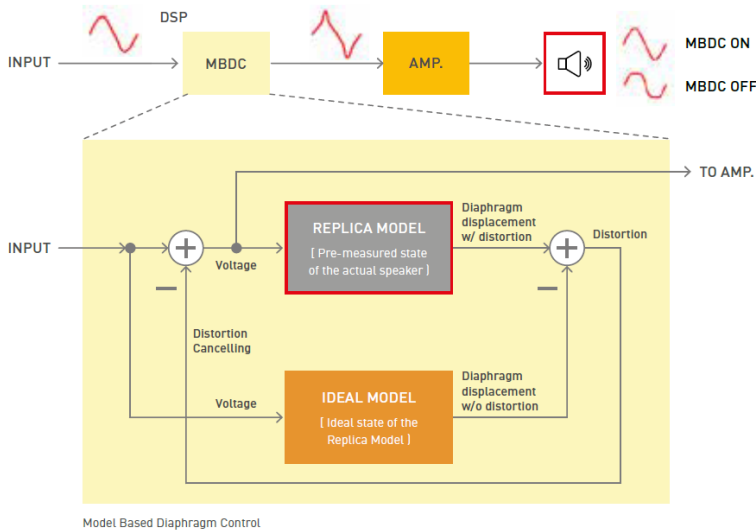 DSP
INPUT
MBDC
AMP.
MBDC ON
MBDC OFF
TO AMP.
INPUT
Voltage
REPLICA MODEL
[ Pre-measured state
of the actual speaker ]
Diaphragm
displacement
w/ distortion
Distortion
Distortion
Cancelling
Voltage
IDEAL MODEL
[ Ideal state of the
Replica Model ]
Diaphragm
displacement
w/o distortion
Model Based Diaphragm Control